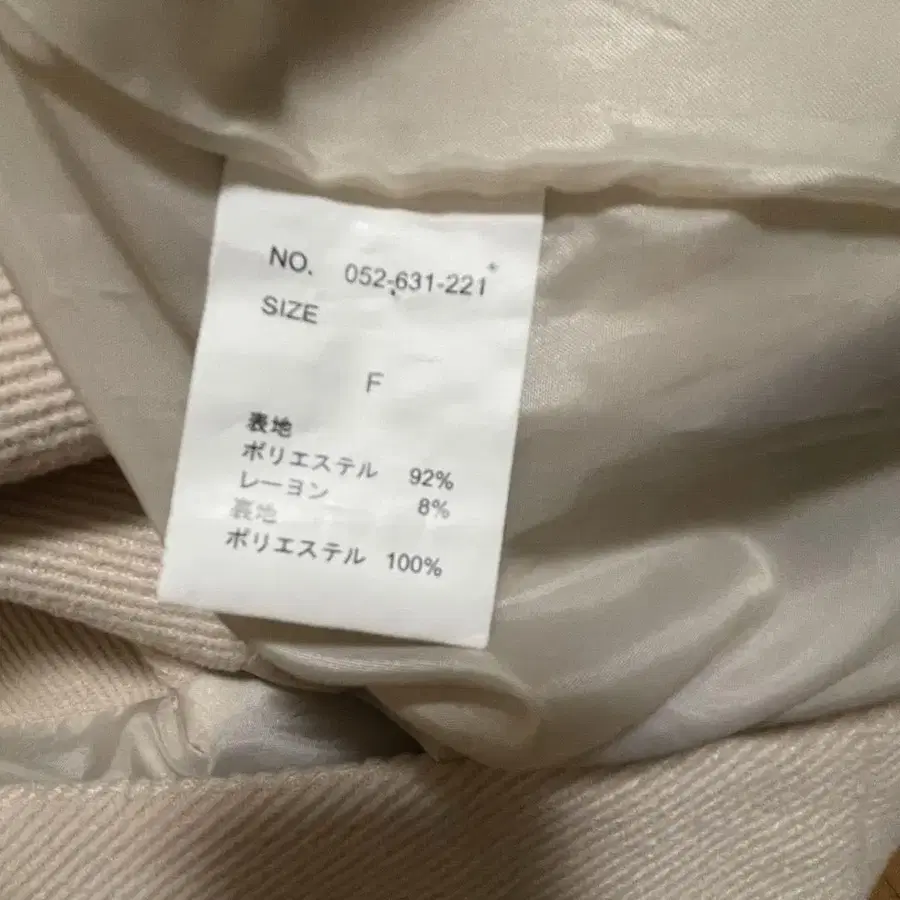 NO. 052-631-221
SIZE
F
表地
ポリエステル 92%
レーヨン 8%
裏地
ポリエステル 100%